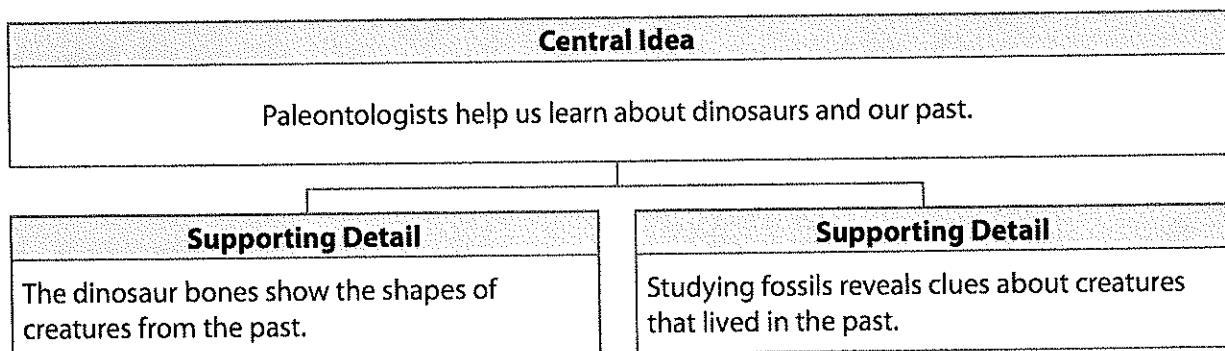 Central Idea
Paleontologists help us learn about dinosaurs and our past.
Supporting Detail
The dinosaur bones show the shapes of
creatures from the past.
Supporting Detail
Studying fossils reveals clues about creatures
that lived in the past.